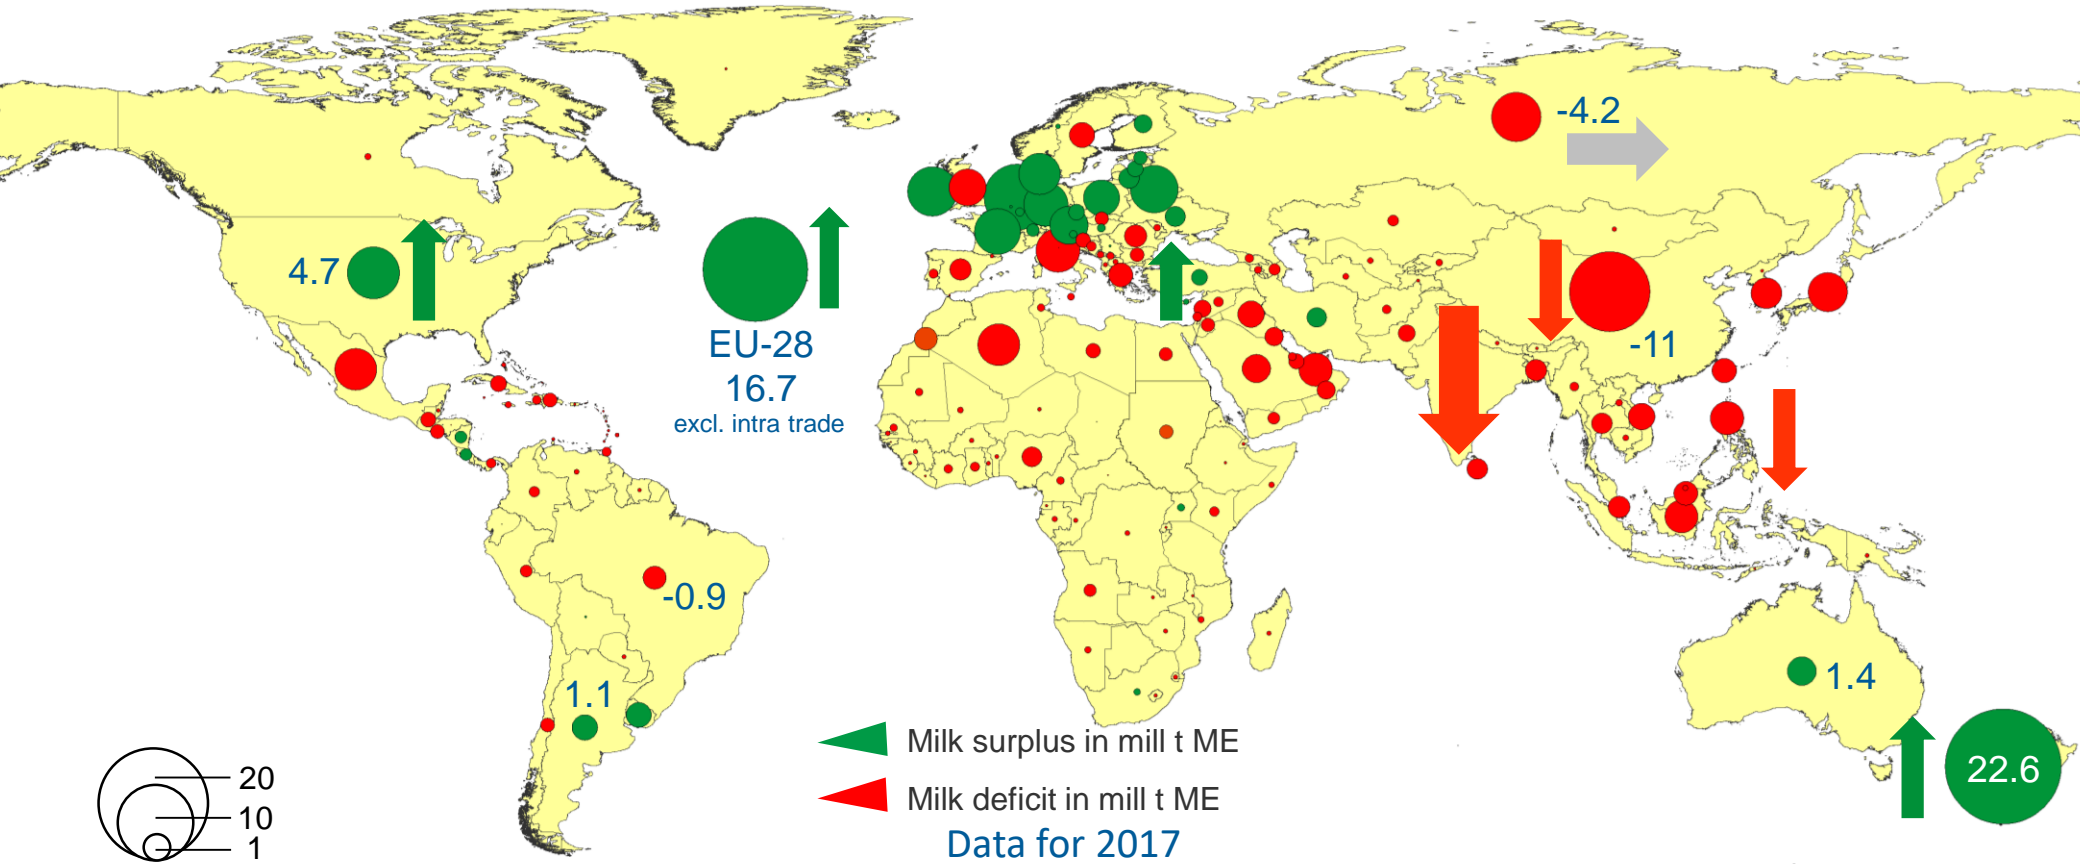 -4.2
4.7
EU-28
16.7
excl. intra trade
-11
-0.9
1.1
1.4
22.6
Milk surplus in mill t ME
Milk deficit in mill t ME
Data for 2017
20
10
1